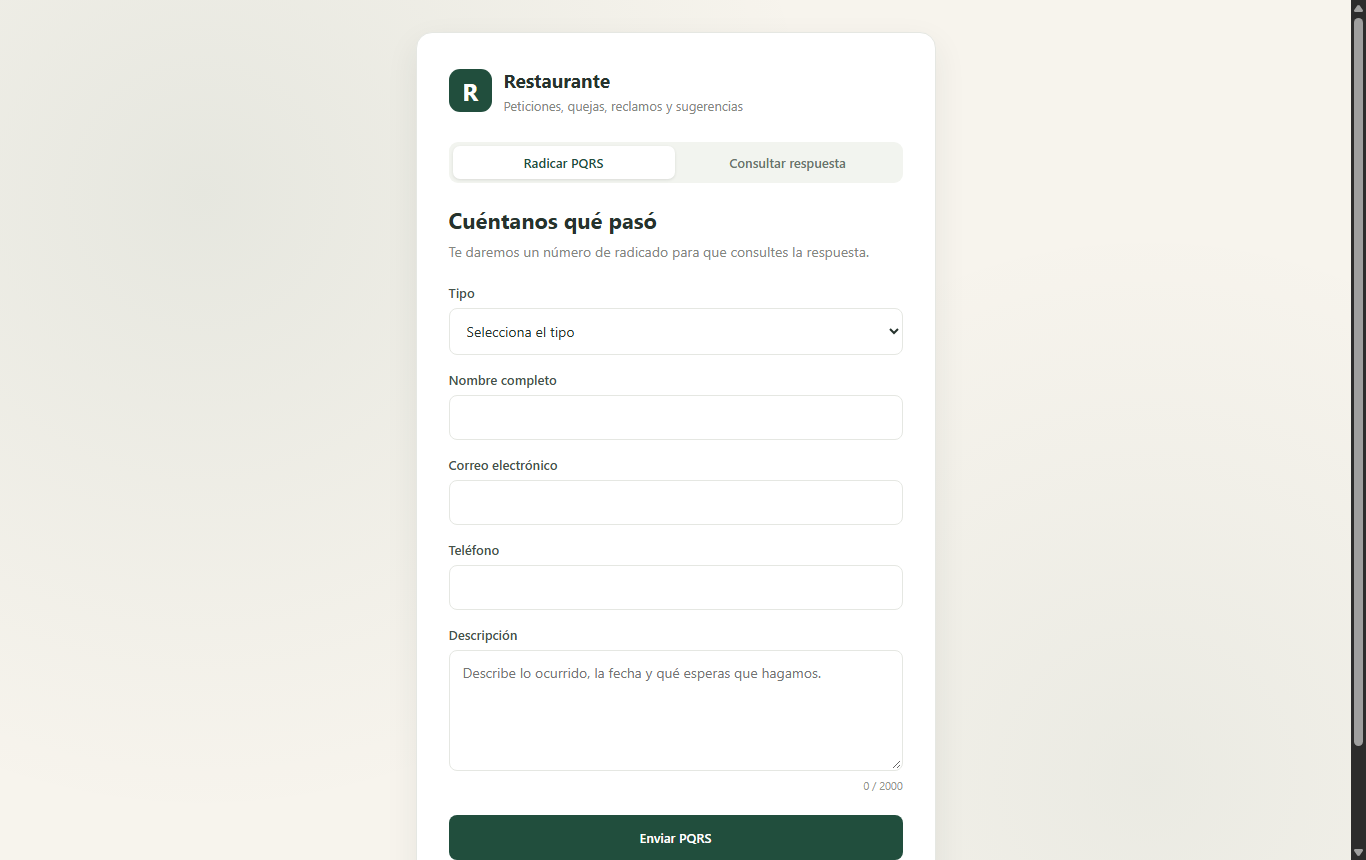 R
Restaurante
Peticiones, quejas, reclamos y sugerencias
Radicar PQRS
Consultar respuesta
Cuéntanos qué pasó
Te daremos un número de radicado para que consultes la respuesta.
Tipo
Selecciona el tipo
Nombre completo
Correo electrónico
Teléfono
Descripción
Describe lo ocurrido, la fecha y qué esperas que hagamos.
0 / 2000
Enviar PQRS